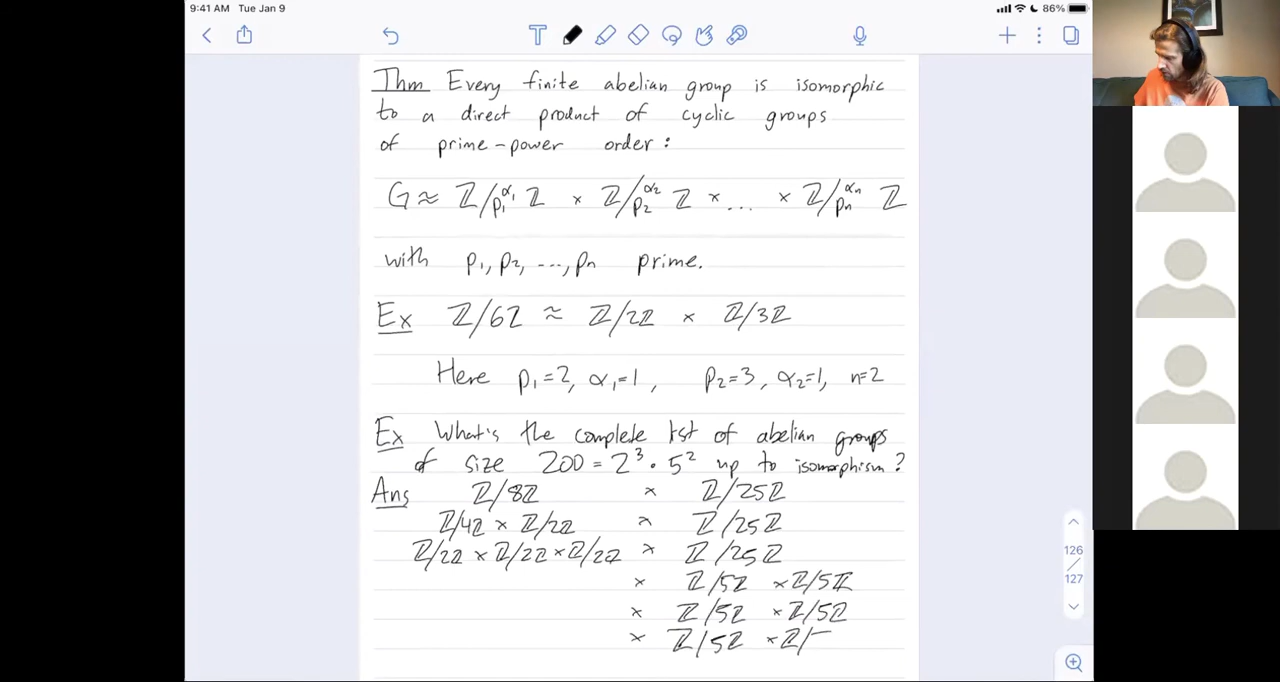 9:41 AM Tue Jan 9
86%
Thm Every finite abelian group is isomorphic
to a direct product of cyclic groups
of prime-power order:
G ≈ ℤ/p₁^α₁ ℤ × ℤ/p₂^α₂ ℤ × ... × ℤ/pₙ^αₙ ℤ
with p₁, p₂, ..., pₙ prime.
Ex ℤ/6ℤ ≈ ℤ/2ℤ × ℤ/3ℤ
Here p₁=2, α₁=1, p₂=3, α₂=1, n=2
Ex What's the complete list of abelian groups
of size 200 = 2³ · 5² up to isomorphism?
Ans ℤ/8ℤ × ℤ/25ℤ
ℤ/4ℤ × ℤ/2ℤ × ℤ/25ℤ
ℤ/2ℤ × ℤ/2ℤ × ℤ/2ℤ × ℤ/25ℤ
× ℤ/5ℤ × ℤ/5ℤ
× ℤ/5ℤ × ℤ/5ℤ
× ℤ/5ℤ × ℤ/
126
/
127